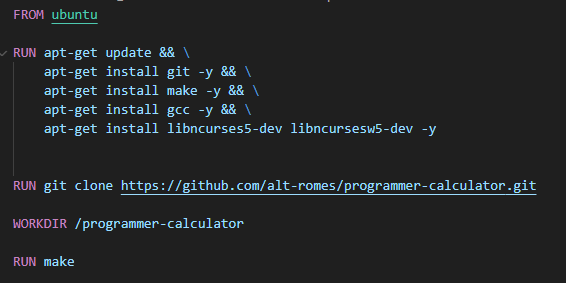 FROM ubuntu
RUN apt-get update && \
apt-get install git -y && \
apt-get install make -y && \
apt-get install gcc -y && \
apt-get install libncurses5-dev libncursesw5-dev -y
RUN git clone https://github.com/alt-romes/programmer-calculator.git
WORKDIR /programmer-calculator
RUN make